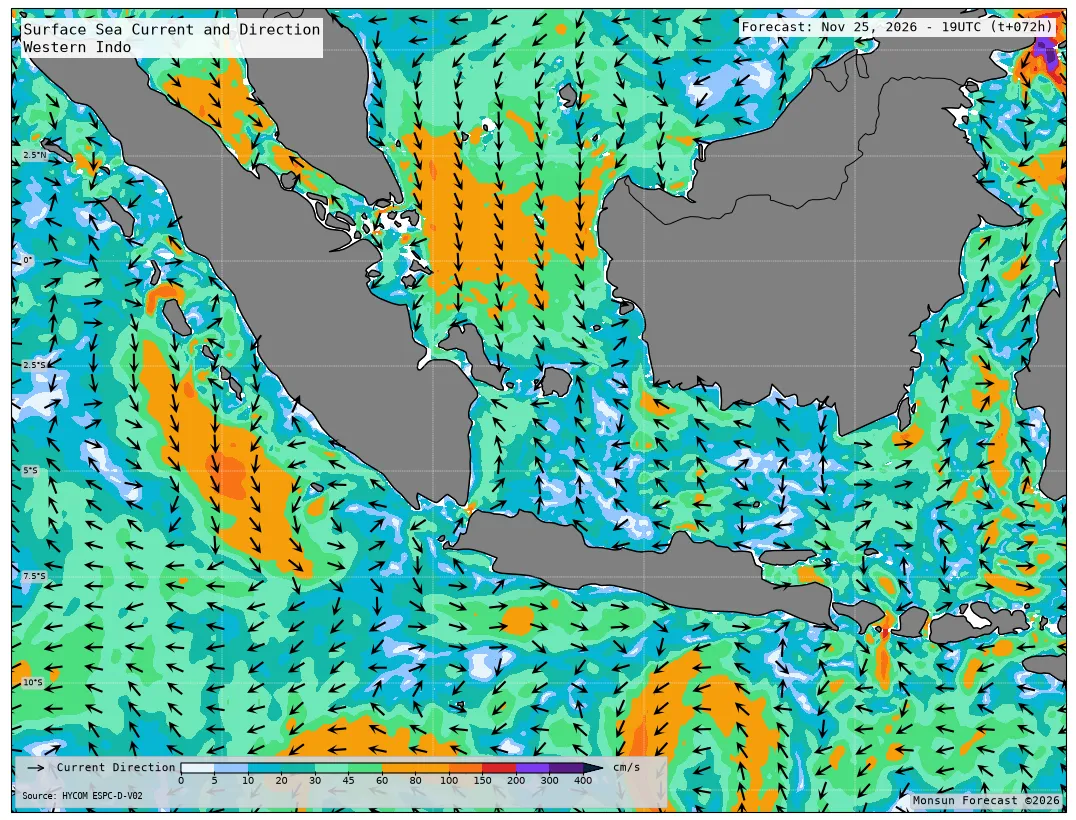 Surface Sea Current and Direction
Western Indo
Forecast: Nov 25, 2026 - 19UTC (t+072h)
2.5°N
0°
2.5°S
5°S
7.5°S
10°S
Current Direction
0 5 10 20 30 45 60 80 100 150 200 300 400 cm/s
Source: HYCOM ESPC-D-V02
Monsun Forecast ©2026